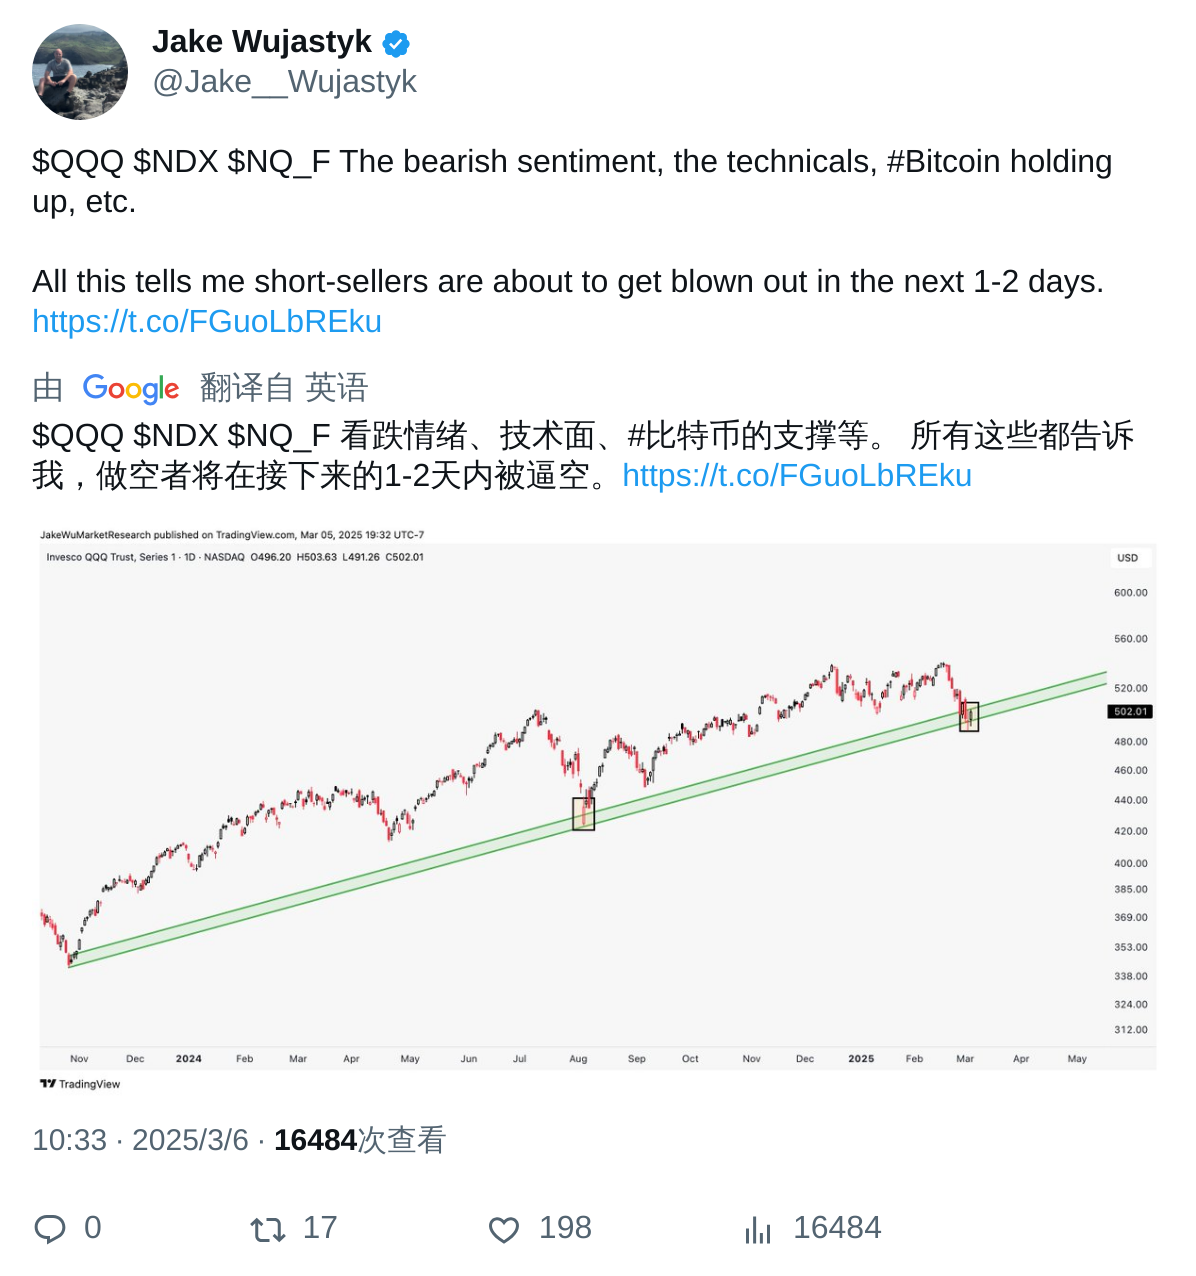 Jake Wujastyk
@Jake__Wujastyk
$QQQ $NDX $NQ_F The bearish sentiment, the technicals, #Bitcoin holding
up, etc.
All this tells me short-sellers are about to get blown out in the next 1-2 days.
https://t.co/FGuoLbREku
由 Google 翻译自 英语
$QQQ $NDX $NQ_F 看跌情绪、技术面、#比特币的支撑等。 所有这些都告诉
我，做空者将在接下来的1-2天内被逼空。https://t.co/FGuoLbREku
JakeWuMarketResearch published on TradingView.com, Mar 05, 2025 19:32 UTC-7
Invesco QQQ Trust, Series 1 · 1D · NASDAQ O496.20 H503.63 L491.26 C502.01
USD
600.00
560.00
520.00
502.01
480.00
460.00
440.00
420.00
400.00
385.00
369.00
353.00
338.00
324.00
312.00
Nov Dec 2024 Feb Mar Apr May Jun Jul Aug Sep Oct Nov Dec 2025 Feb Mar Apr May
TradingView
10:33 · 2025/3/6 · 16484次查看
0 17 198 16484